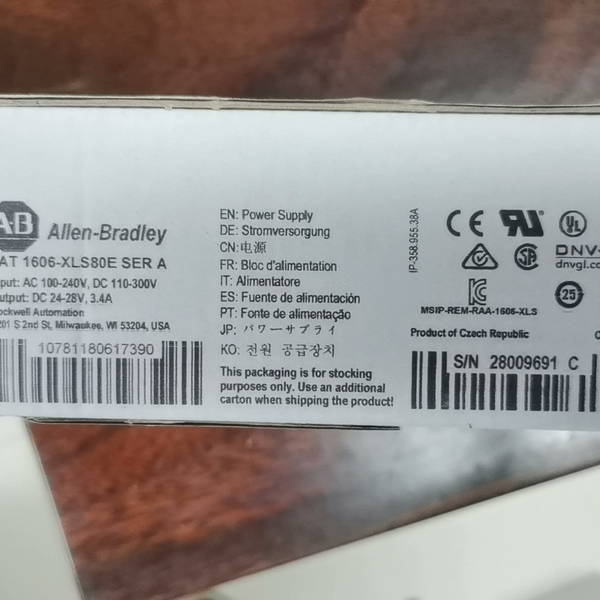 A-B Allen-Bradley
AT 1606-XLS80E SER A
put: AC 100-240V, DC 110-300V
utput: DC 24-28V, 3.4A
ockwell Automation
201 S 2nd St, Milwaukee, WI 53204, USA
10781180617390
EN: Power Supply
DE: Stromversorgung
CN: 电源
FR: Bloc d'alimentation
IT: Alimentatore
ES: Fuente de alimentación
PT: Fonte de alimentação
JP: パワーサプライ
KO: 전원 공급장치
This packaging is for stocking
purposes only. Use an additional
carton when shipping the product!
IP-358.955.38A
CE RU UL
SA DNV
dnvgl.co
25
MSIP-REM-RAA-1606-XLS
Product of Czech Republic
S/N 28009691 C